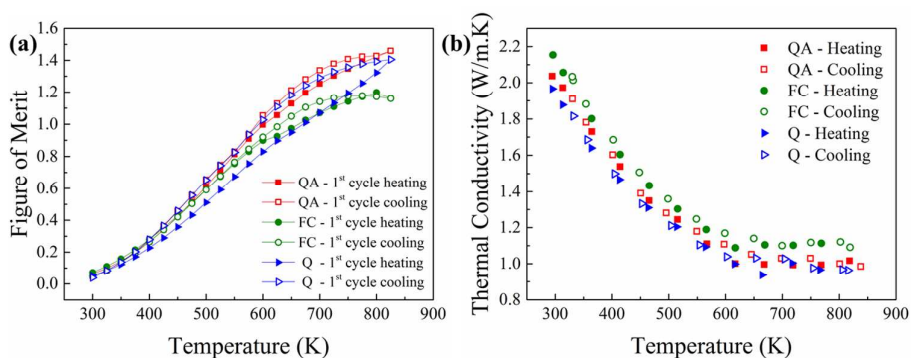 (a)
1.6
1.4
1.2
1.0
0.8
0.6
0.4
0.2
0.0
Figure of Merit
QA - 1st cycle heating
QA - 1st cycle cooling
FC - 1st cycle heating
FC - 1st cycle cooling
Q - 1st cycle heating
Q - 1st cycle cooling
300 400 500 600 700 800 900
Temperature (K)
(b)
2.2
2.0
1.8
1.6
1.4
1.2
1.0
0.8
Thermal Conductivity (W/m.K)
QA - Heating
QA - Cooling
FC - Heating
FC - Cooling
Q - Heating
Q - Cooling
300 400 500 600 700 800 900
Temperature (K)